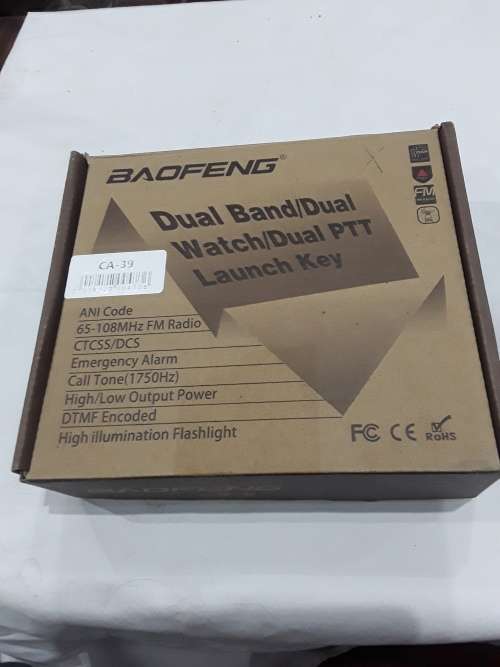 BAOFENG®
Dual Band/Dual
Watch/Dual PTT
Launch Key
CA-39
ANI Code
65-108MHz FM Radio
CTCSS/DCS
Emergency Alarm
Call Tone(1750Hz)
High/Low Output Power
DTMF Encoded
High illumination Flashlight
FM
FC CE RoHS
BAOFENG